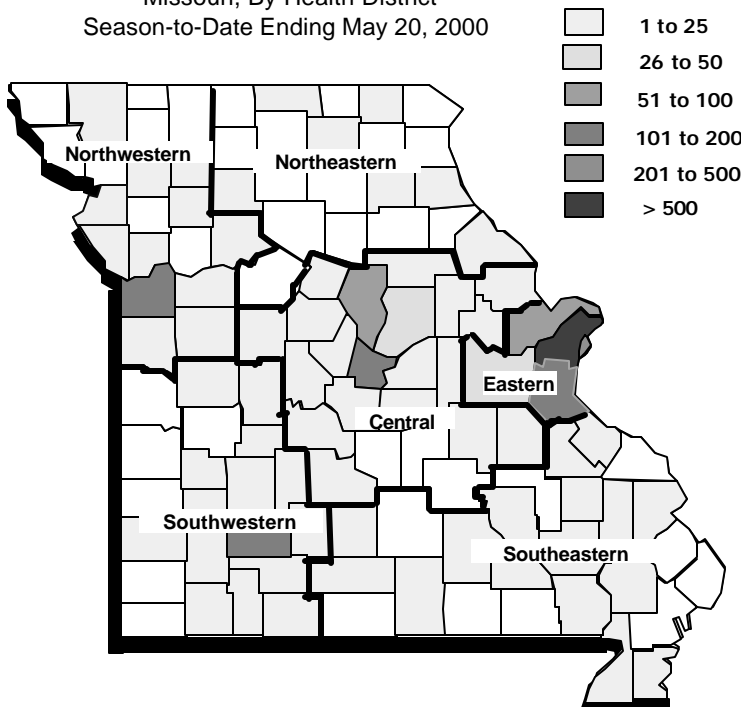 Missouri, By Health District
Season-to-Date Ending May 20, 2000
1 to 25
26 to 50
51 to 100
101 to 200
201 to 500
> 500
Northwestern
Northeastern
Eastern
Central
Southwestern
Southeastern